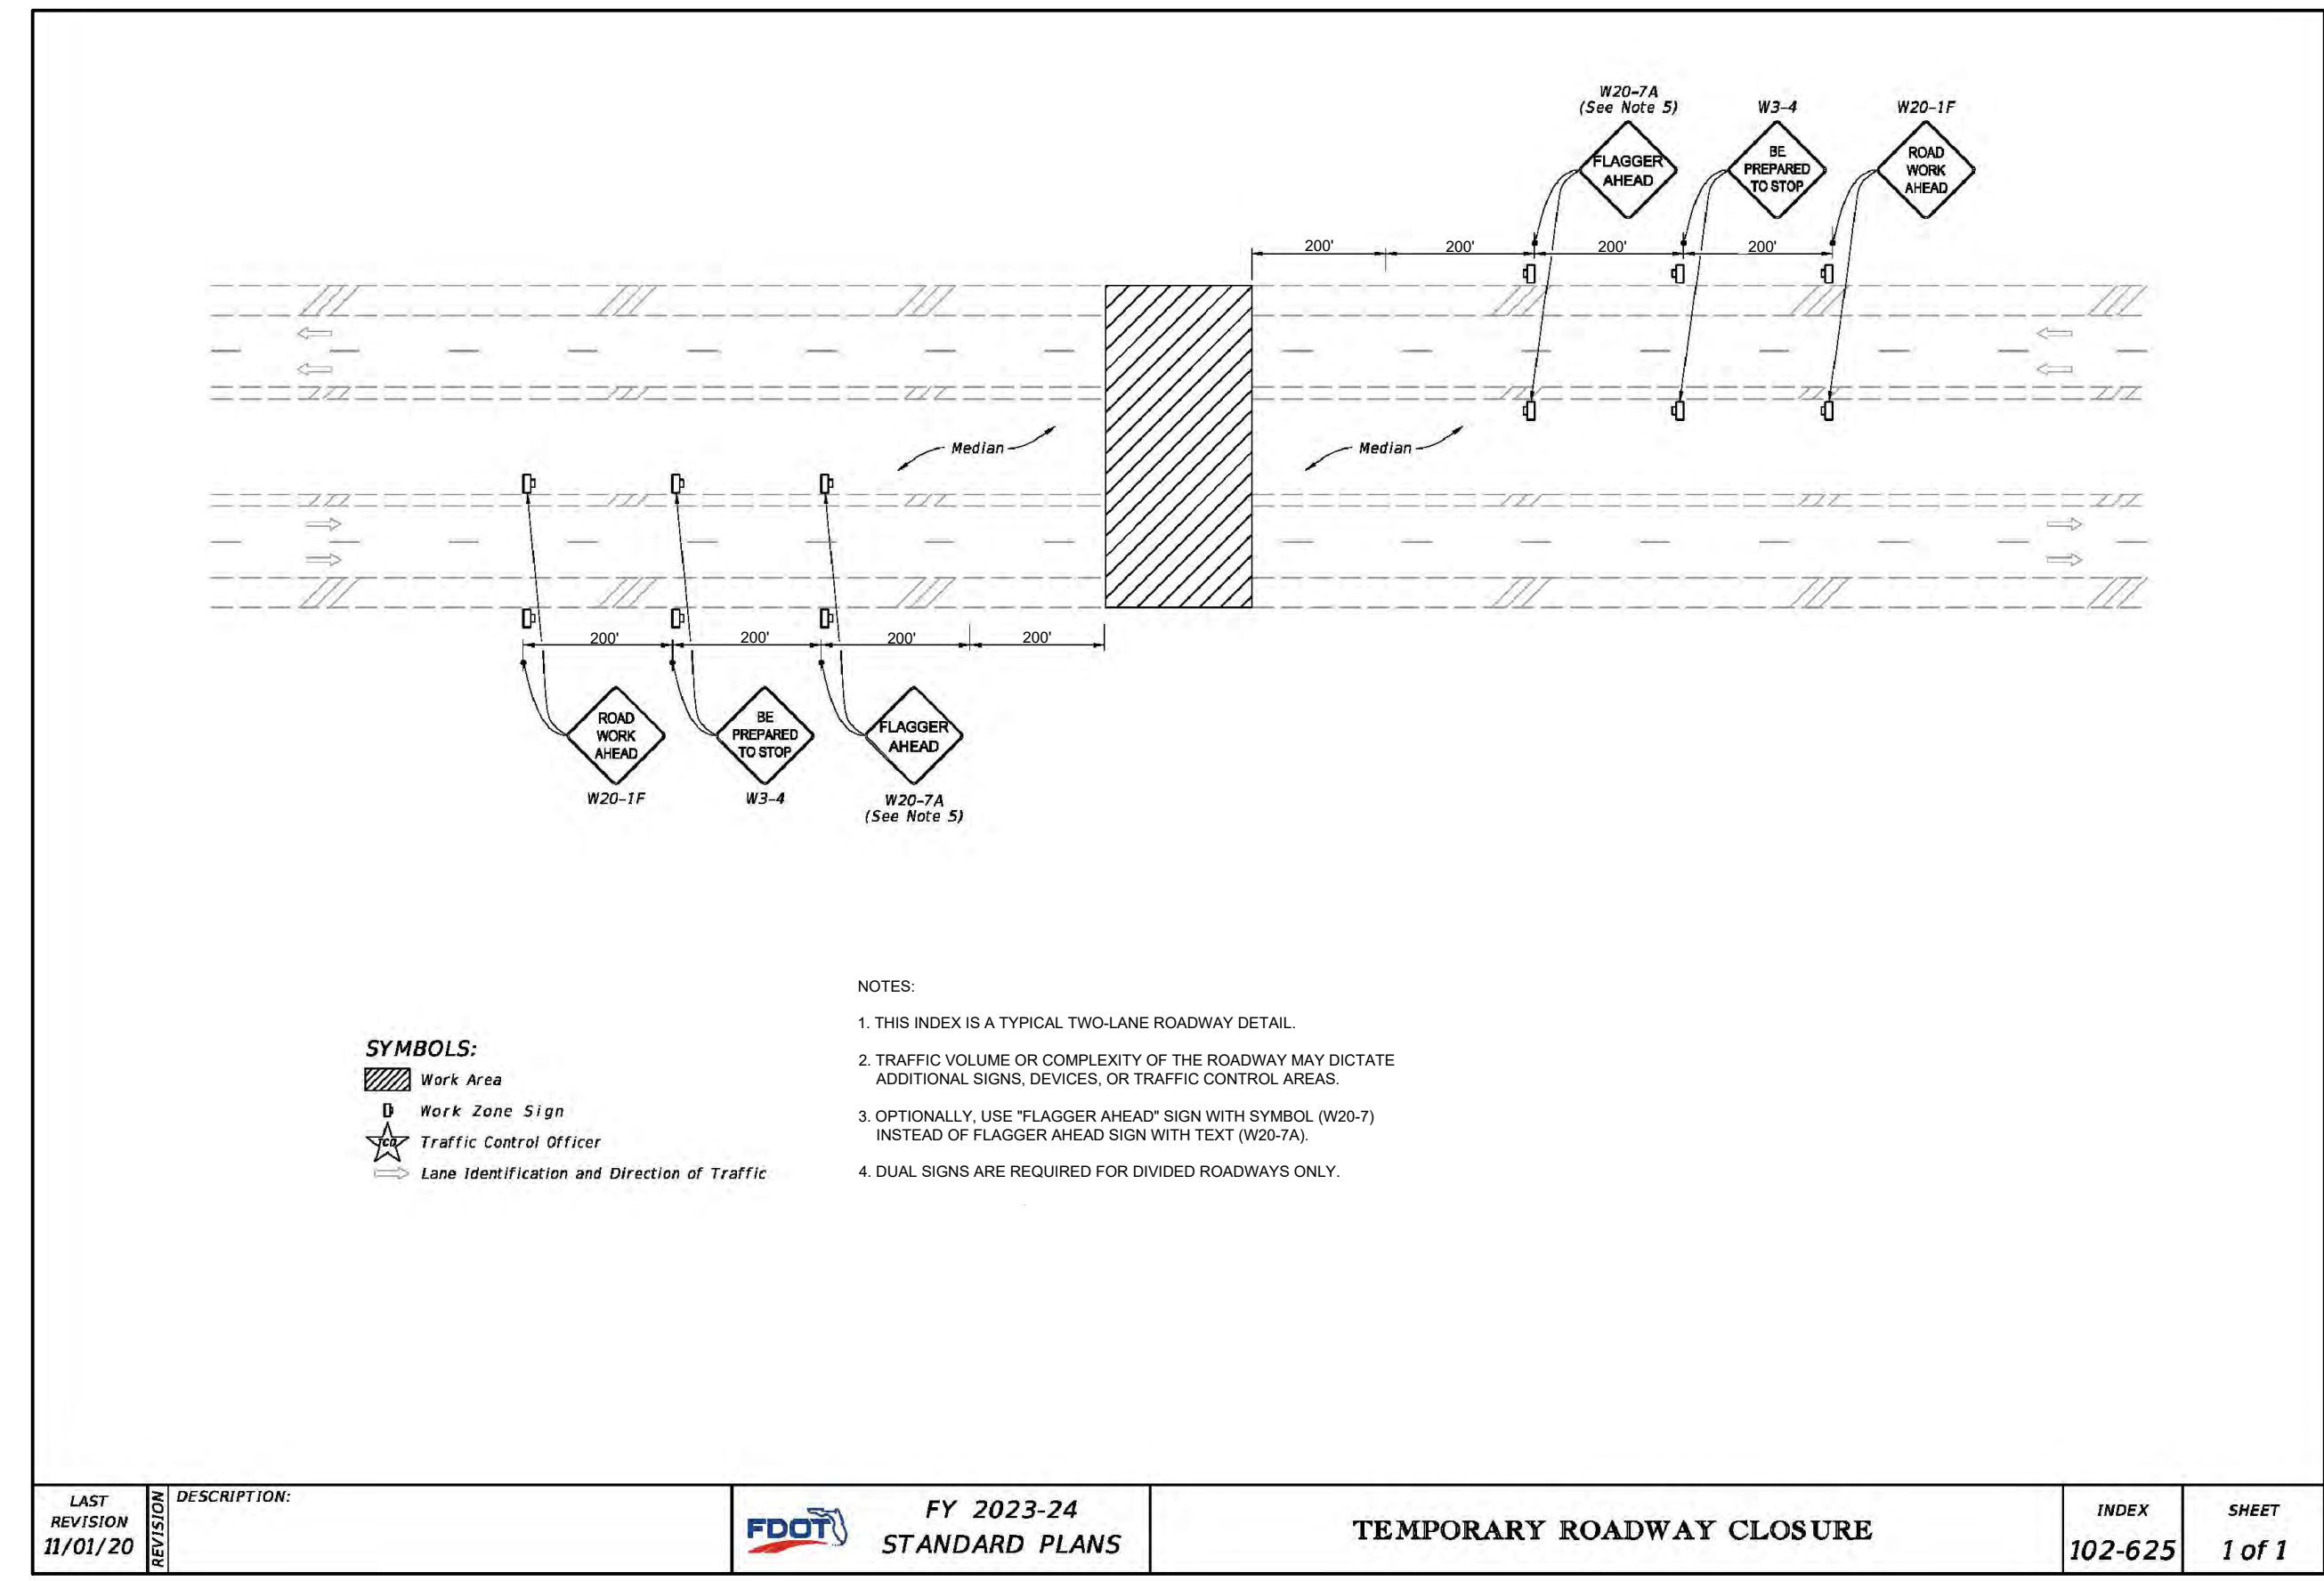 W20-7A
(See Note 5)
W3-4
W20-1F
FLAGGER
AHEAD
BE
PREPARED
TO STOP
ROAD
WORK
AHEAD
200'
200'
200'
200'
Median
Median
200'
200'
200'
200'
ROAD
WORK
AHEAD
BE
PREPARED
TO STOP
FLAGGER
AHEAD
W20-1F
W3-4
W20-7A
(See Note 5)
SYMBOLS:
Work Area
Work Zone Sign
TCO
Traffic Control Officer
Lane Identification and Direction of Traffic
NOTES:
1. THIS INDEX IS A TYPICAL TWO-LANE ROADWAY DETAIL.
2. TRAFFIC VOLUME OR COMPLEXITY OF THE ROADWAY MAY DICTATE
ADDITIONAL SIGNS, DEVICES, OR TRAFFIC CONTROL AREAS.
3. OPTIONALLY, USE "FLAGGER AHEAD" SIGN WITH SYMBOL (W20-7)
INSTEAD OF FLAGGER AHEAD SIGN WITH TEXT (W20-7A).
4. DUAL SIGNS ARE REQUIRED FOR DIVIDED ROADWAYS ONLY.
LAST
REVISION
11/01/20
REVISION
DESCRIPTION:
FDOT
FY 2023-24
STANDARD PLANS
TEMPORARY ROADWAY CLOSURE
INDEX
102-625
SHEET
1 of 1